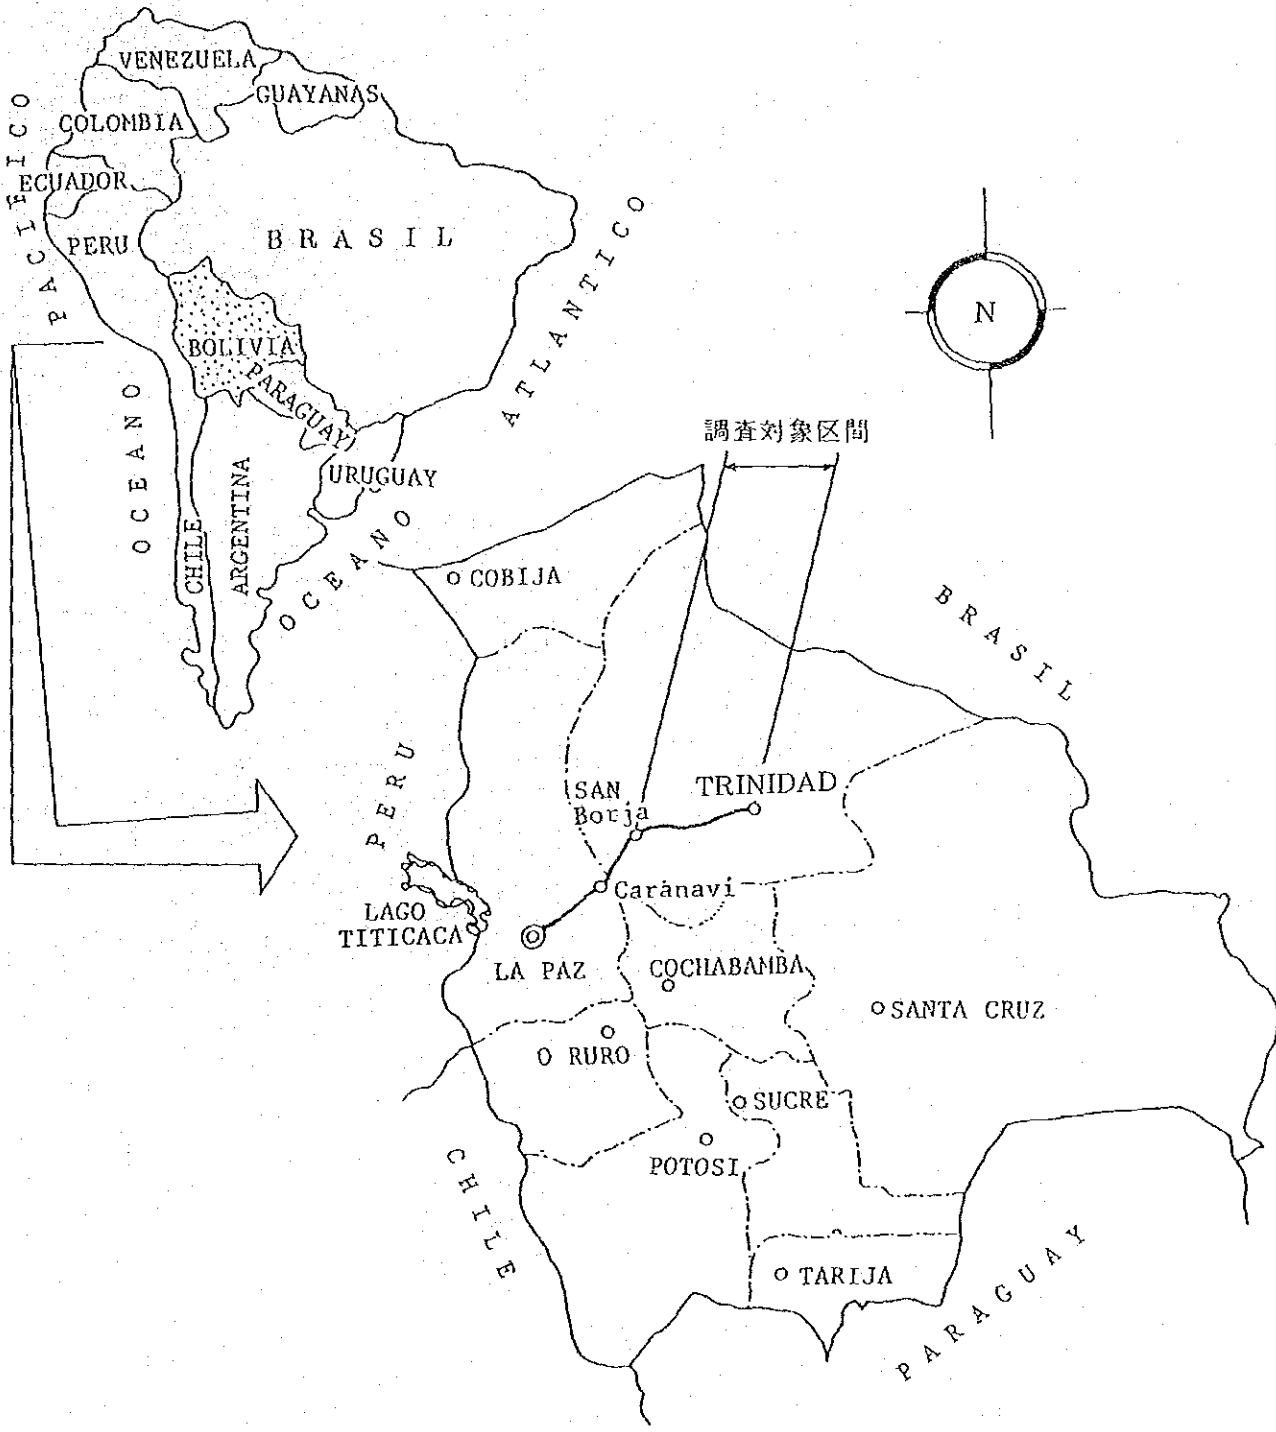 VENEZUELA
GUAYANAS
COLOMBIA
ECUADOR
PERU
B R A S I L
BOLIVIA
PARAGUAY
URUGUAY
ARGENTINA
CHILE
OCEANO PACIFICO
OCEANO ATLANTICO
N
調査対象区間
COBIJA
BRASIL
PERU
SAN
Borja
TRINIDAD
Caranavi
LAGO
TITICACA
LA PAZ
COCHABAMBA
SANTA CRUZ
O RURO
SUCRE
POTOSI
TARIJA
CHILE
PARAGUAY